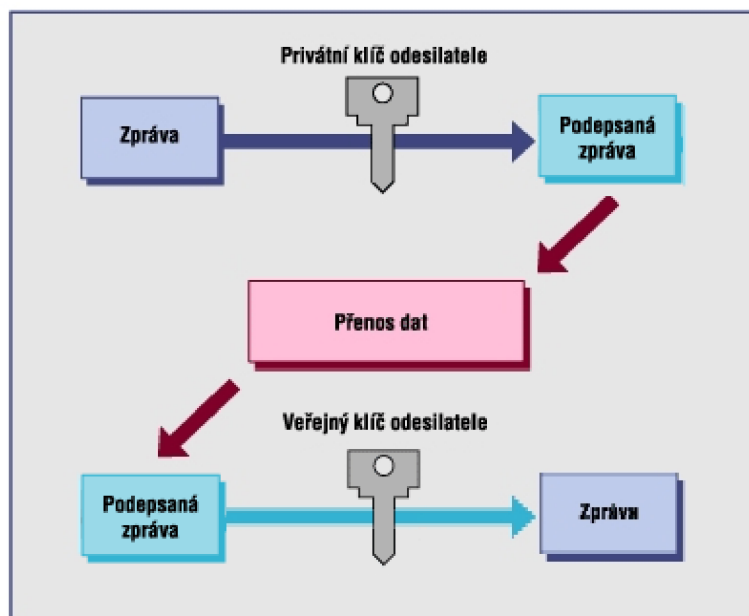 Privátní klíč odesilatele
Zpráva
Podepsaná
zpráva
Přenos dat
Veřejný klíč odesilatele
Podepsaná
zpráva
Zpráva